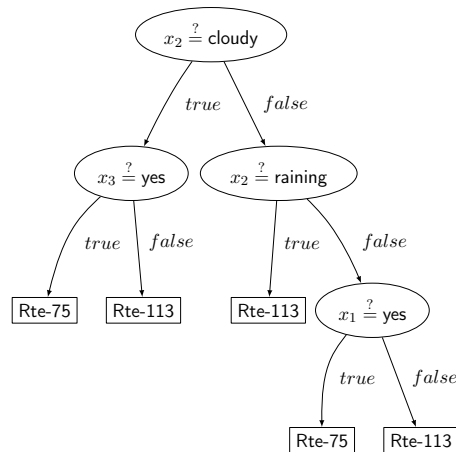 x₂ ≟ cloudy
true false
x₃ ≟ yes x₂ ≟ raining
true false true false
Rte-75 Rte-113 Rte-113 x₁ ≟ yes
true false
Rte-75 Rte-113